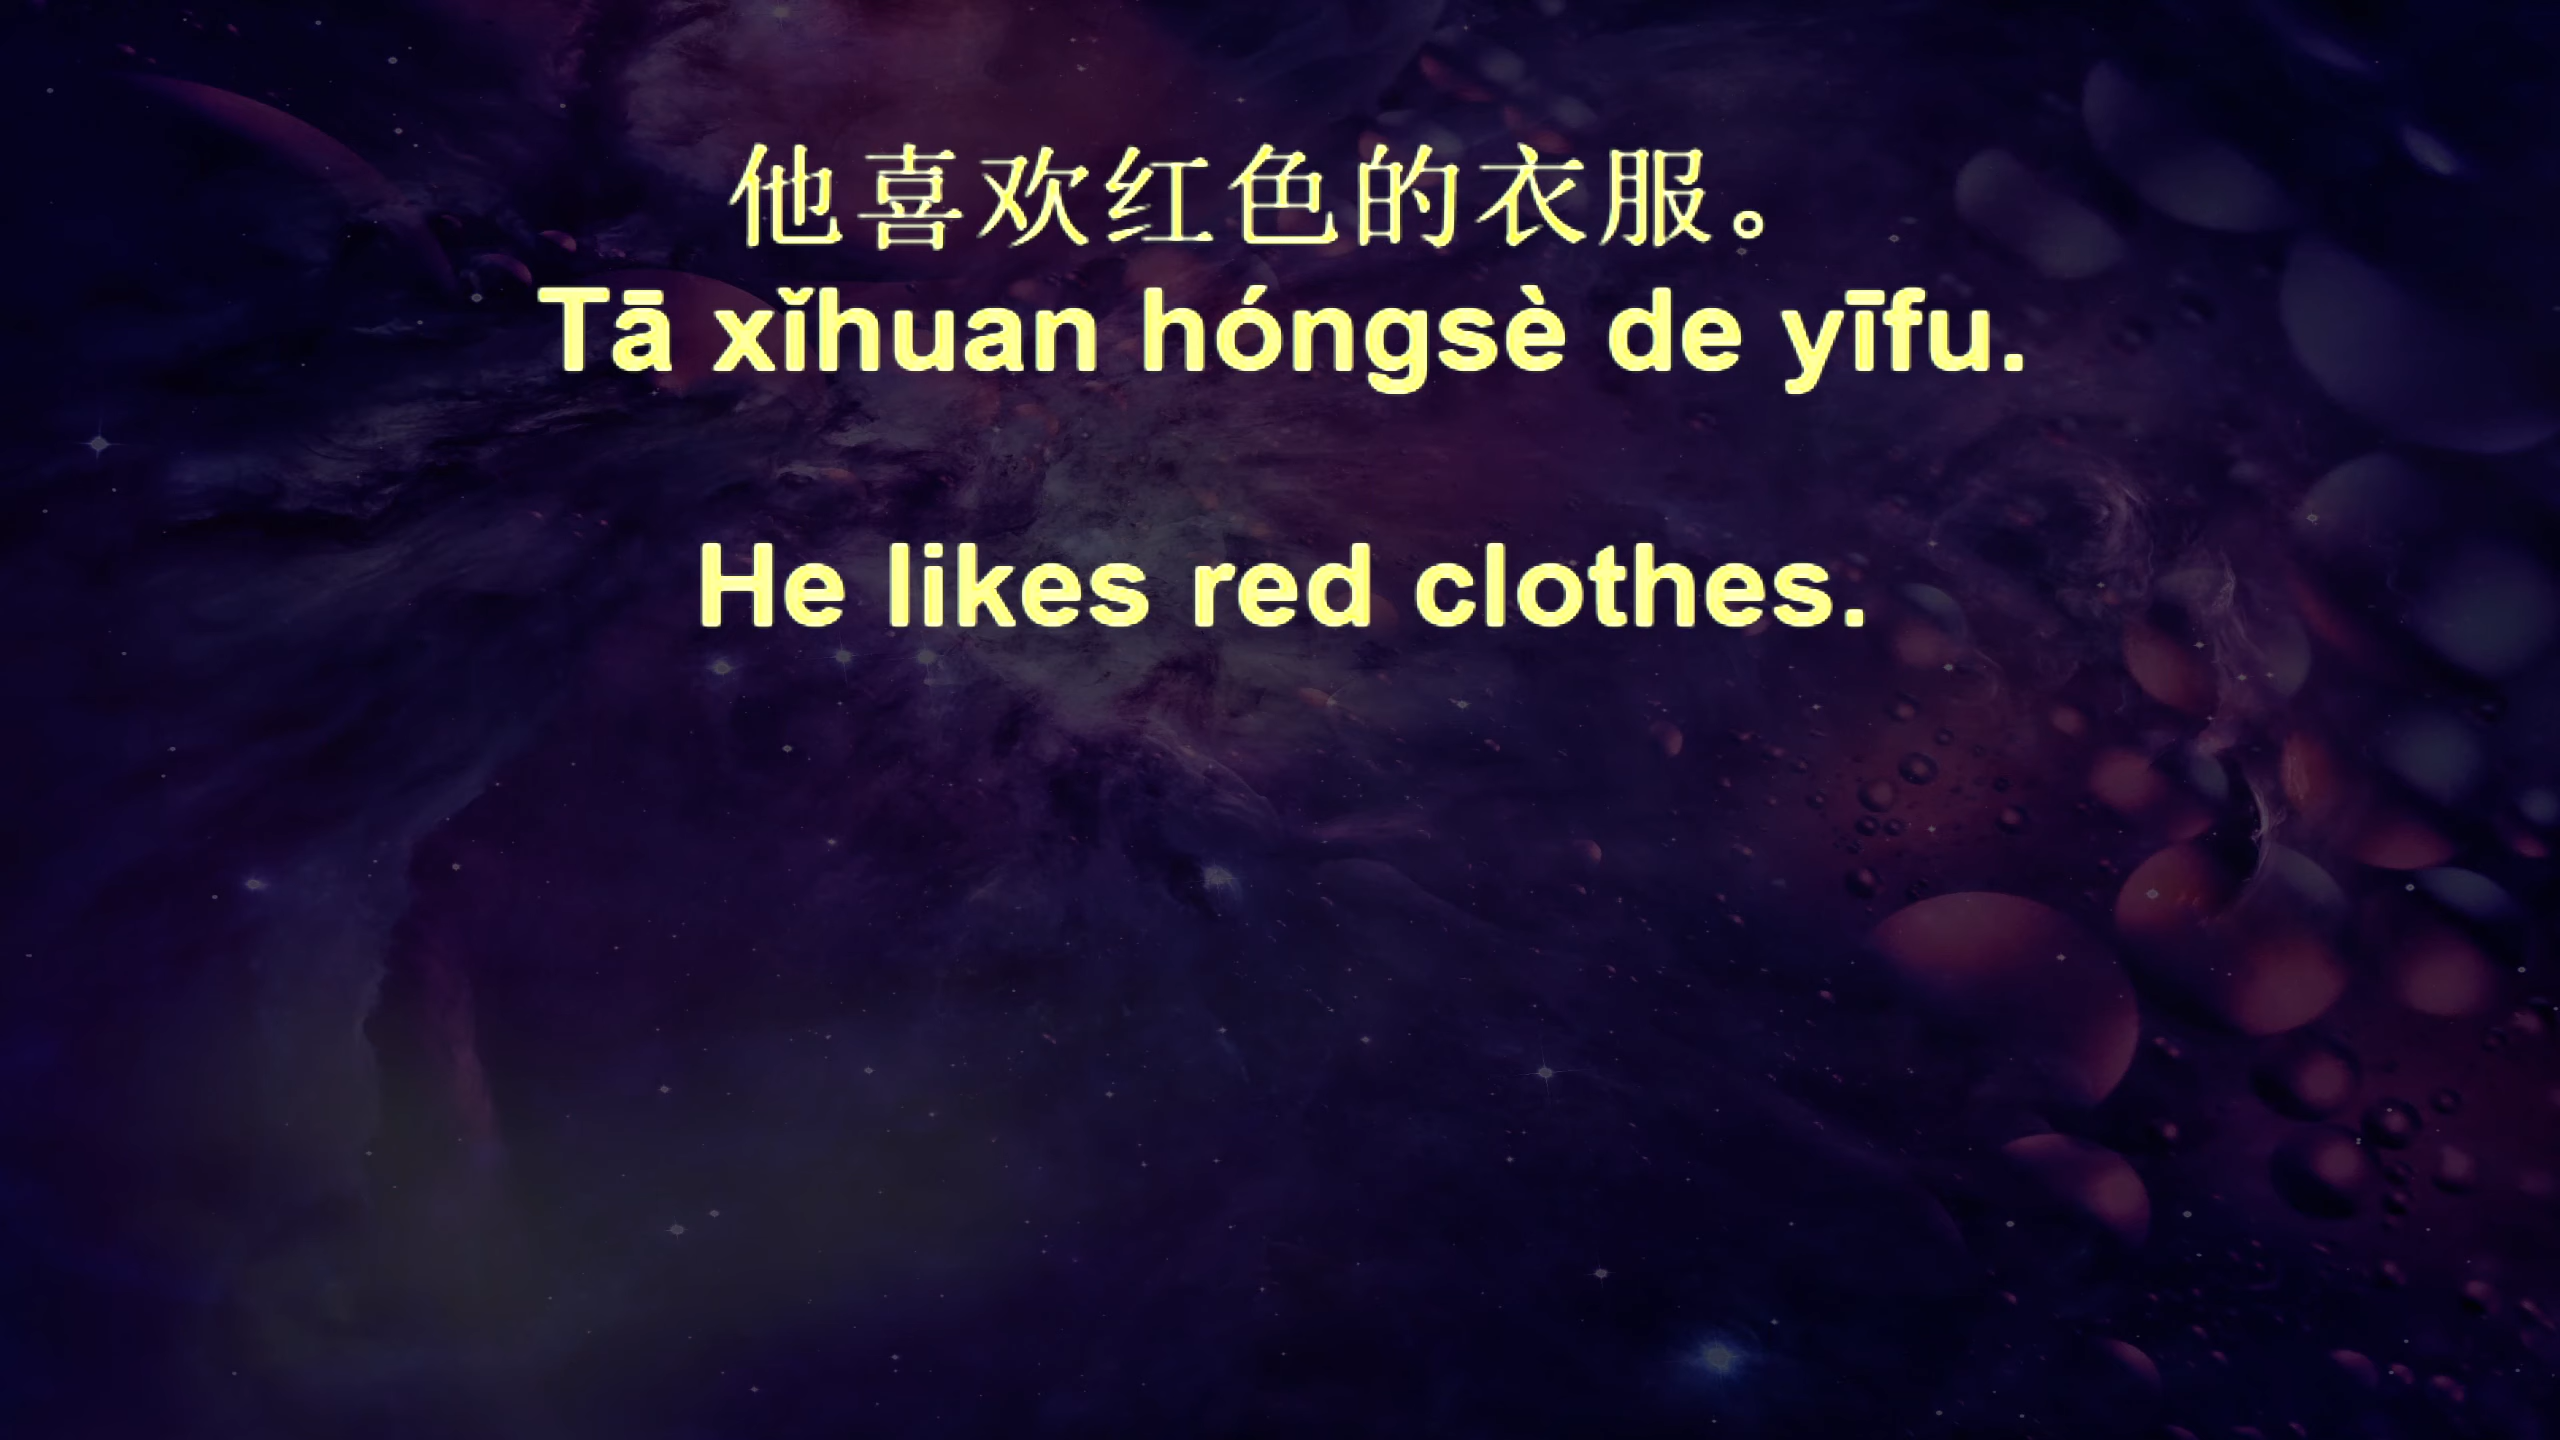 他喜欢红色的衣服。
Tā xǐhuan hóngsè de yīfu.
He likes red clothes.